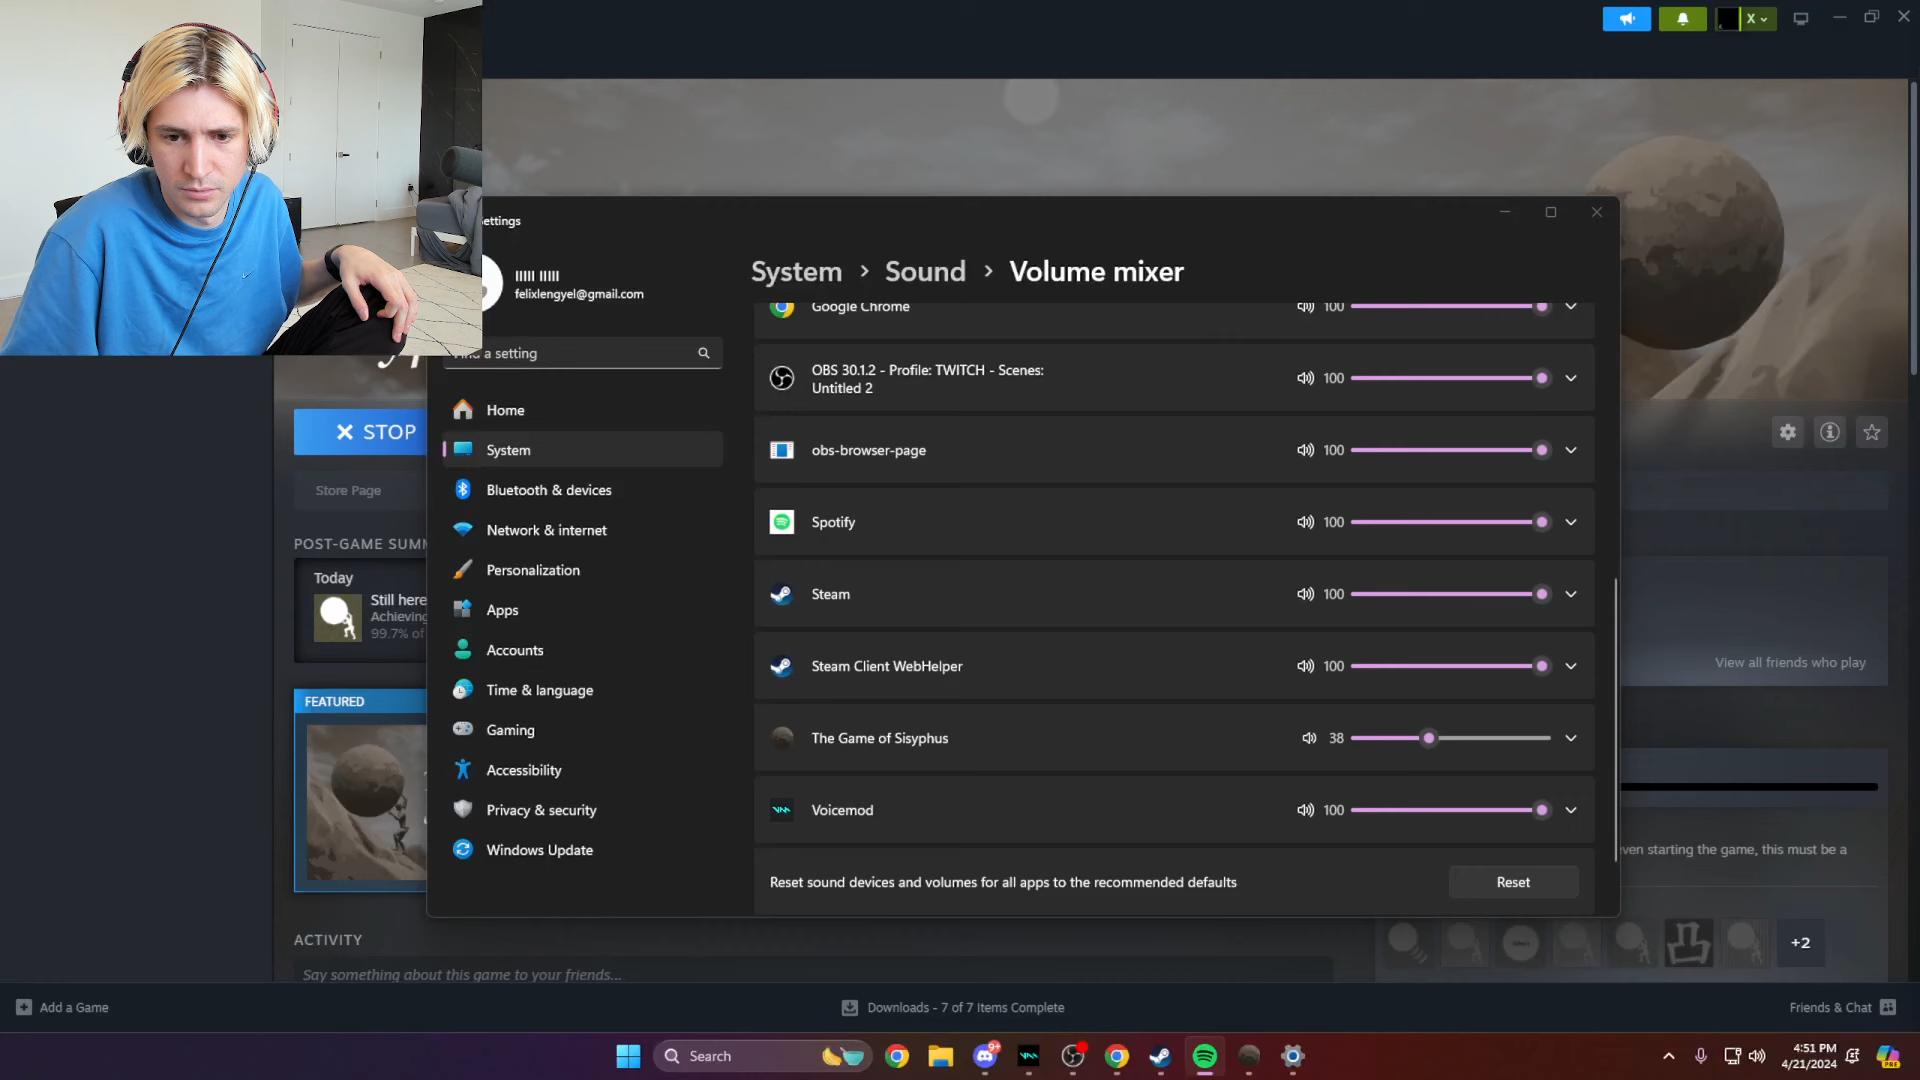 X
Settings
||||| |||||
felixlengyel@gmail.com
Find a setting
Home
System
Bluetooth & devices
Network & internet
Personalization
Apps
Accounts
Time & language
Gaming
Accessibility
Privacy & security
Windows Update
System > Sound > Volume mixer
Google Chrome 100
OBS 30.1.2 - Profile: TWITCH - Scenes:
Untitled 2
100
obs-browser-page 100
Spotify 100
Steam 100
Steam Client WebHelper 100
The Game of Sisyphus 38
Voicemod 100
Reset sound devices and volumes for all apps to the recommended defaults Reset
STOP
Store Page
POST-GAME SUMM
Today
Still here
Achieving
99.7% of
FEATURED
ACTIVITY
Say something about this game to your friends...
View all friends who play
even starting the game, this must be a
+2
Add a Game
Downloads - 7 of 7 Items Complete
Friends & Chat
Search
9+
4:51 PM
4/21/2024
PRE